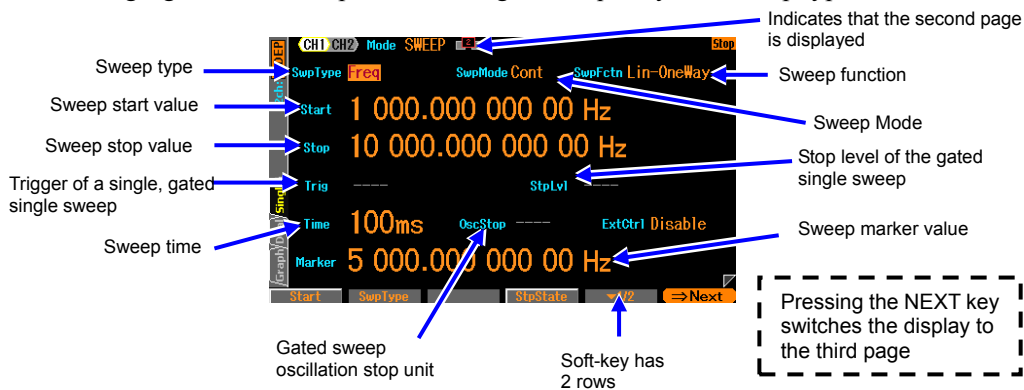 Indicates that the second page
is displayed
CH1 CH2 Mode SWEEP 2 Stop
Sweep type
SwpType Freq SwpMode Cont SwpFctn Lin-OneWay
Sweep function
Sweep start value
Start 1 000.000 000 00 Hz
Sweep Mode
Sweep stop value
Stop 10 000.000 000 00 Hz
Stop level of the gated
single sweep
Trigger of a single, gated
single sweep
Trig ---- StpLvl ----
Sweep time
Time 100ms OscStop ---- ExtCtrl Disable
Sweep marker value
Marker 5 000.000 000 00 Hz
Start SwpType StpState 1/2 ⇒Next
Gated sweep
oscillation stop unit
Soft-key has
2 rows
Pressing the NEXT key
switches the display to
the third page